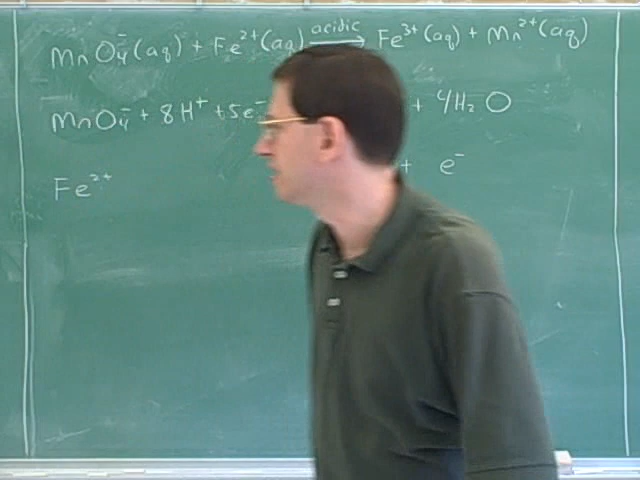 MnO₄⁻(aq) + Fe²⁺(aq) acidic → Fe³⁺(aq) + Mn²⁺(aq)
MnO₄⁻ + 8H⁺ + 5e⁻ + 4H₂O
Fe²⁺ + e⁻